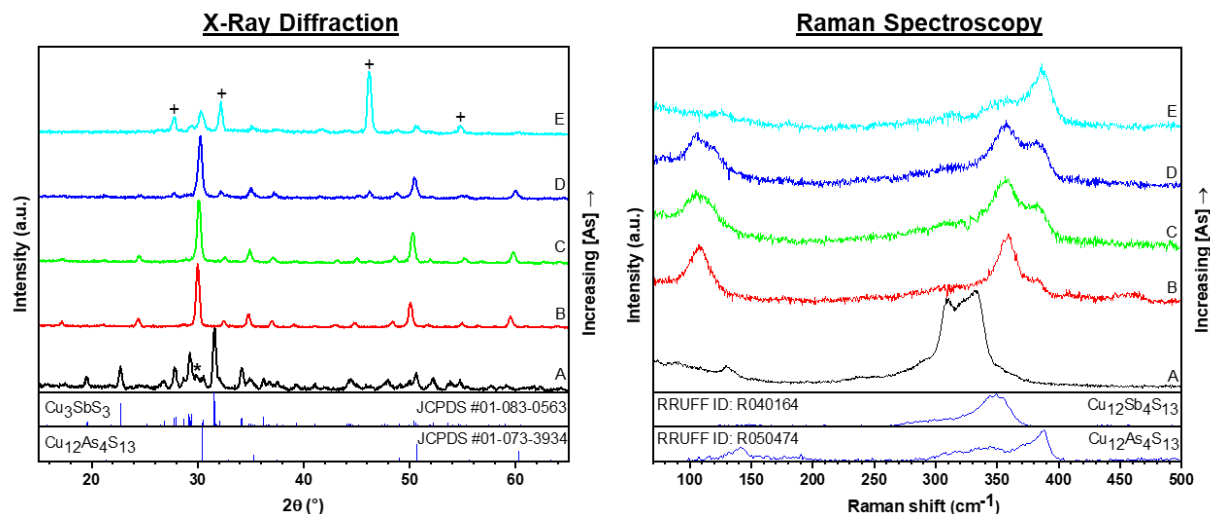 X-Ray Diffraction
+
+
+
+
E
D
C
B
*
A
Cu3SbS3
JCPDS #01-083-0563
Cu12As4S13
JCPDS #01-073-3934
20
30
40
50
60
2θ (°)
Intensity (a.u.)
Increasing [As] →
Raman Spectroscopy
E
D
C
B
A
RRUFF ID: R040164
Cu12Sb4S13
RRUFF ID: R050474
Cu12As4S13
100
150
200
250
300
350
400
450
500
Raman shift (cm-1)
Intensity (a.u.)
Increasing [As] →